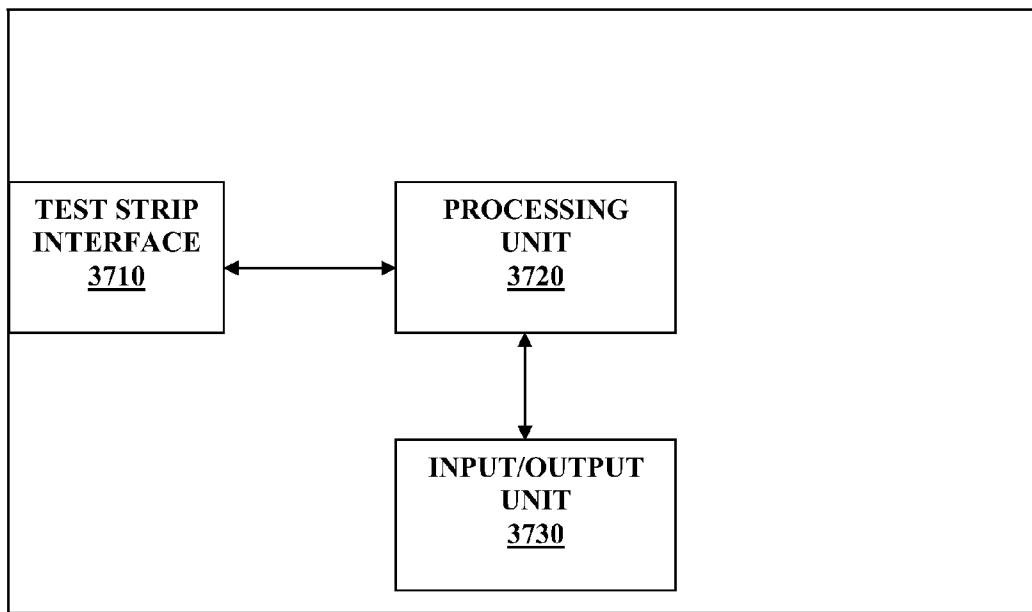 TEST STRIP
INTERFACE
3710
PROCESSING
UNIT
3720
INPUT/OUTPUT
UNIT
3730